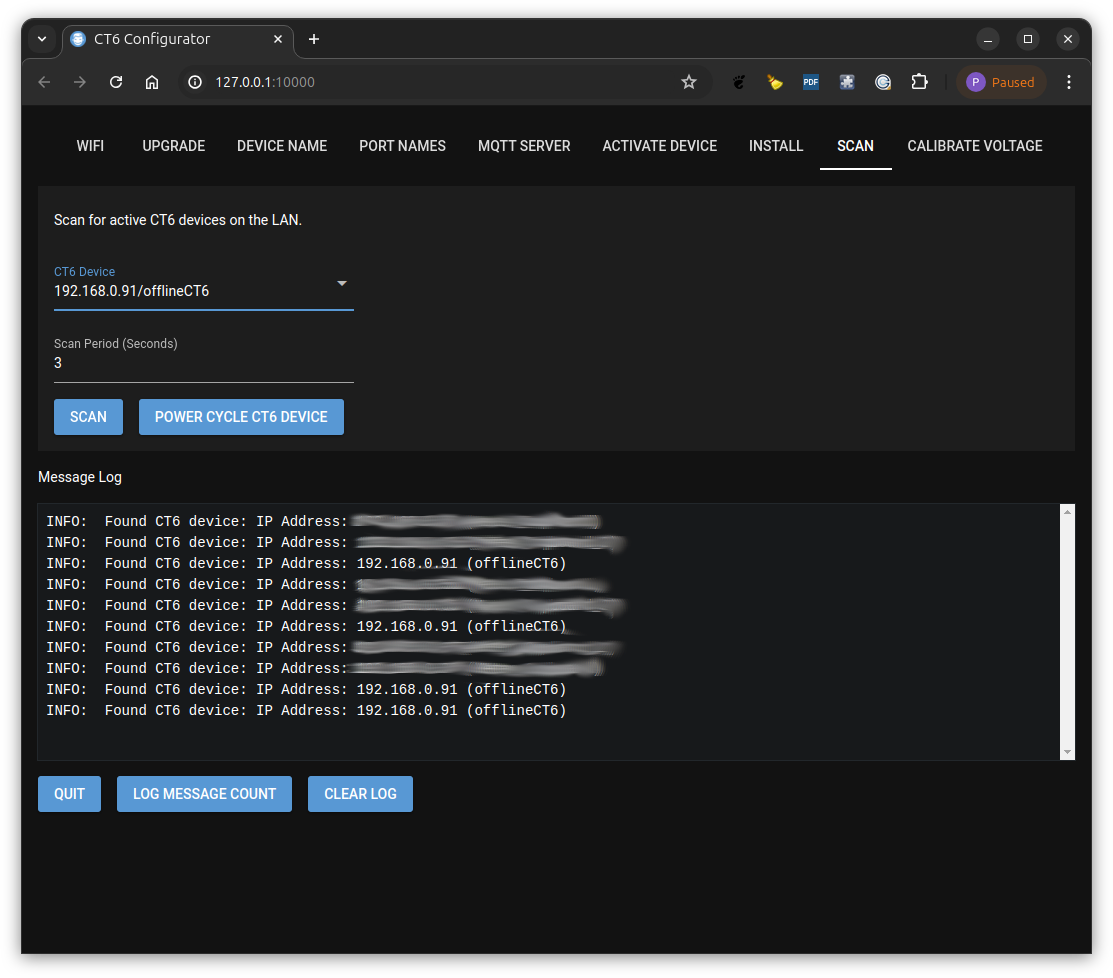 CT6 Configurator
127.0.0.1:10000
PDF
P Paused
WIFI UPGRADE DEVICE NAME PORT NAMES MQTT SERVER ACTIVATE DEVICE INSTALL SCAN CALIBRATE VOLTAGE
Scan for active CT6 devices on the LAN.
CT6 Device
192.168.0.91/offlineCT6
Scan Period (Seconds)
3
SCAN POWER CYCLE CT6 DEVICE
Message Log
INFO: Found CT6 device: IP Address:
INFO: Found CT6 device: IP Address:
INFO: Found CT6 device: IP Address: 192.168.0.91 (offlineCT6)
INFO: Found CT6 device: IP Address:
INFO: Found CT6 device: IP Address:
INFO: Found CT6 device: IP Address: 192.168.0.91 (offlineCT6)
INFO: Found CT6 device: IP Address:
INFO: Found CT6 device: IP Address:
INFO: Found CT6 device: IP Address: 192.168.0.91 (offlineCT6)
INFO: Found CT6 device: IP Address: 192.168.0.91 (offlineCT6)
QUIT LOG MESSAGE COUNT CLEAR LOG